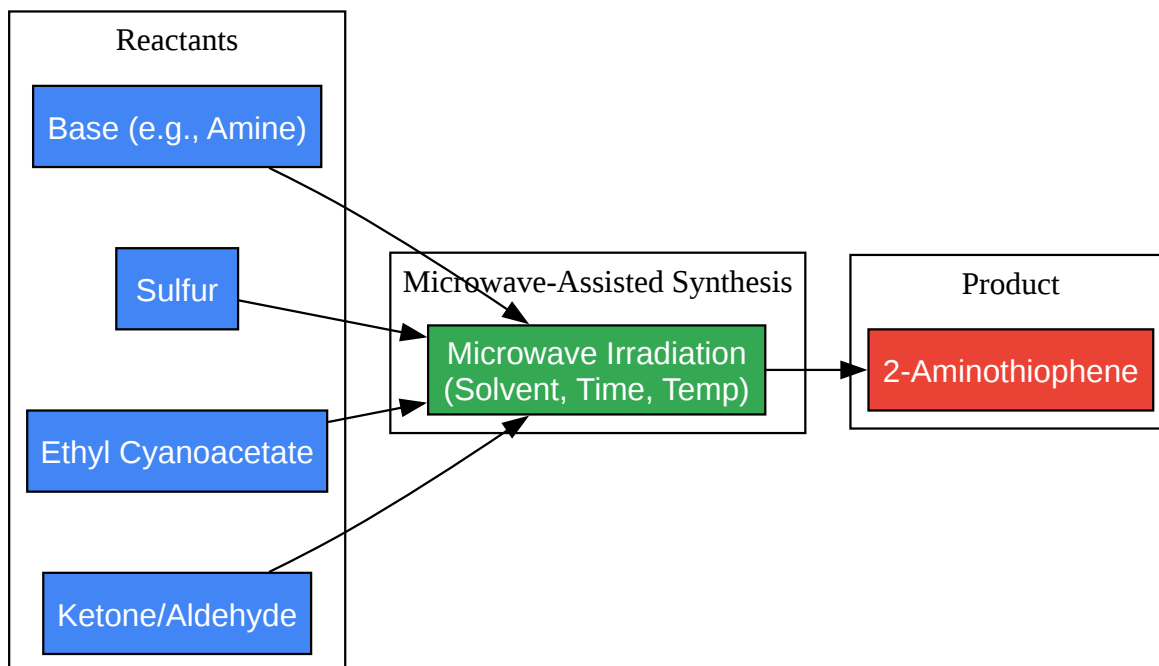 Reactants
Base (e.g., Amine)
Sulfur
Ethyl Cyanoacetate
Ketone/Aldehyde
Microwave-Assisted Synthesis
Microwave Irradiation
(Solvent, Time, Temp)
Product
2-Aminothiophene